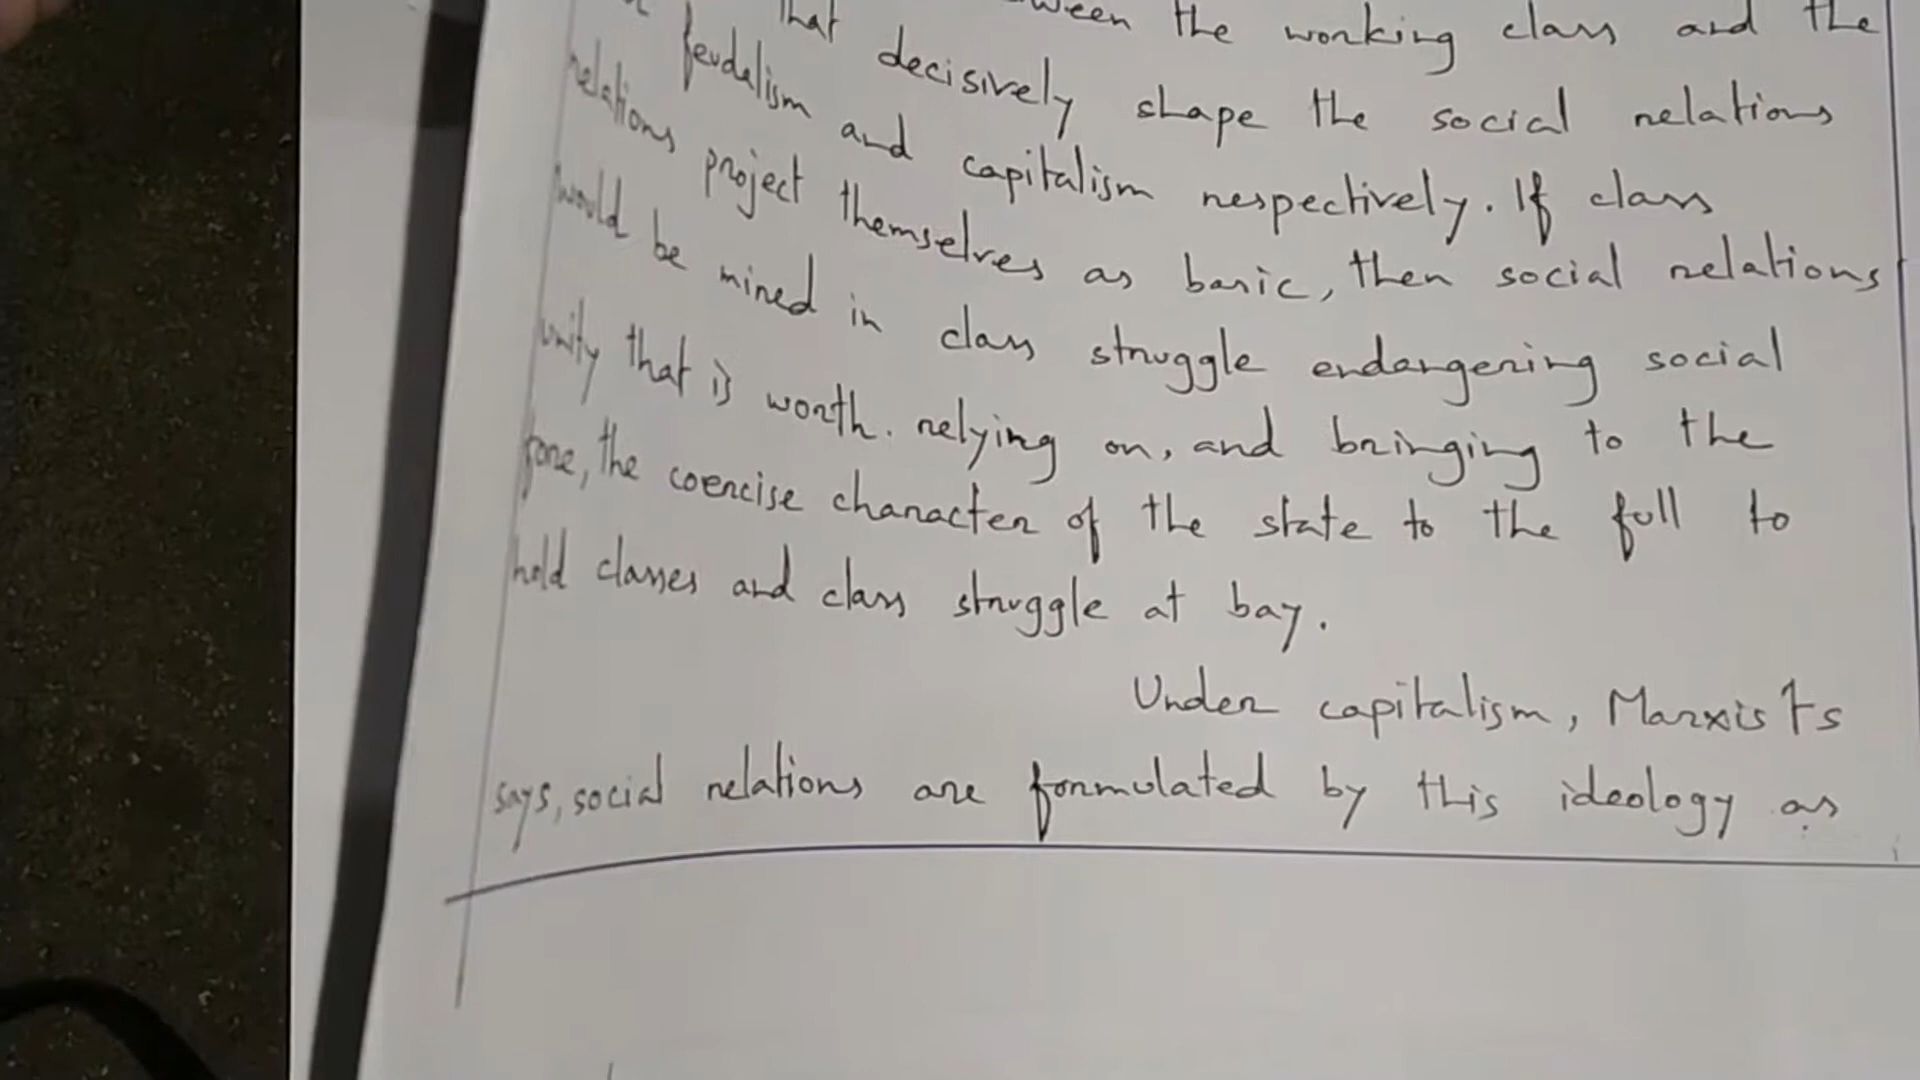 the working class and the
that decisively shape the social relations
feudalism and capitalism respectively. If class
relations project themselves as basic, then social relations
would be mired in class struggle endangering social
unity that is worth. relying on, and bringing to the
fore, the coercise character of the state to the full to
hold classes and class struggle at bay.
Under capitalism, Marxists
says, social relations are formulated by this ideology as